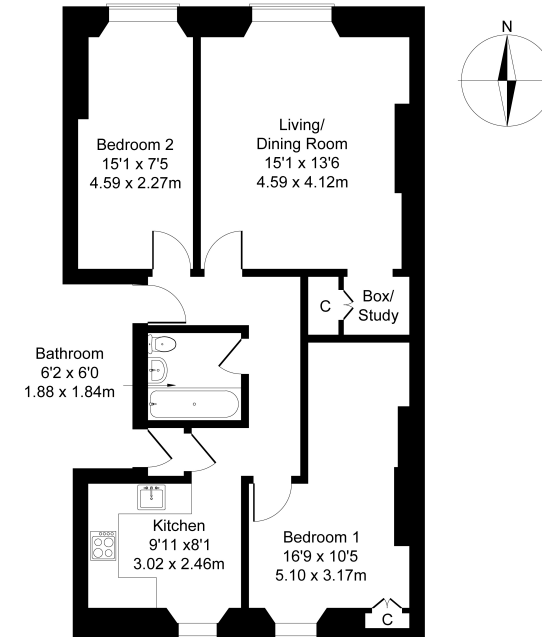 N
Bedroom 2
15'1 x 7'5
4.59 x 2.27m
Living/
Dining Room
15'1 x 13'6
4.59 x 4.12m
C
Box/
Study
Bathroom
6'2 x 6'0
1.88 x 1.84m
Kitchen
9'11 x8'1
3.02 x 2.46m
Bedroom 1
16'9 x 10'5
5.10 x 3.17m
C